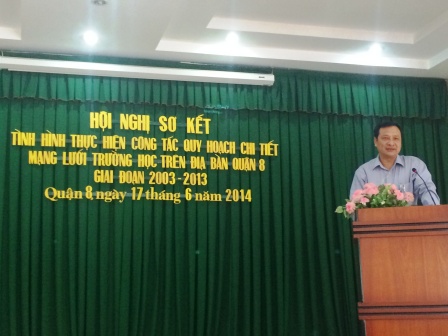 HỘI NGHỊ SƠ KẾT
TÌNH HÌNH THỰC HIỆN CÔNG TÁC QUY HOẠCH CHI TIẾT
MẠNG LƯỚI TRƯỜNG HỌC TRÊN ĐỊA BÀN QUẬN 8
GIAI ĐOẠN 2003-2013
Quận 8, ngày 17 tháng 6 năm 2014